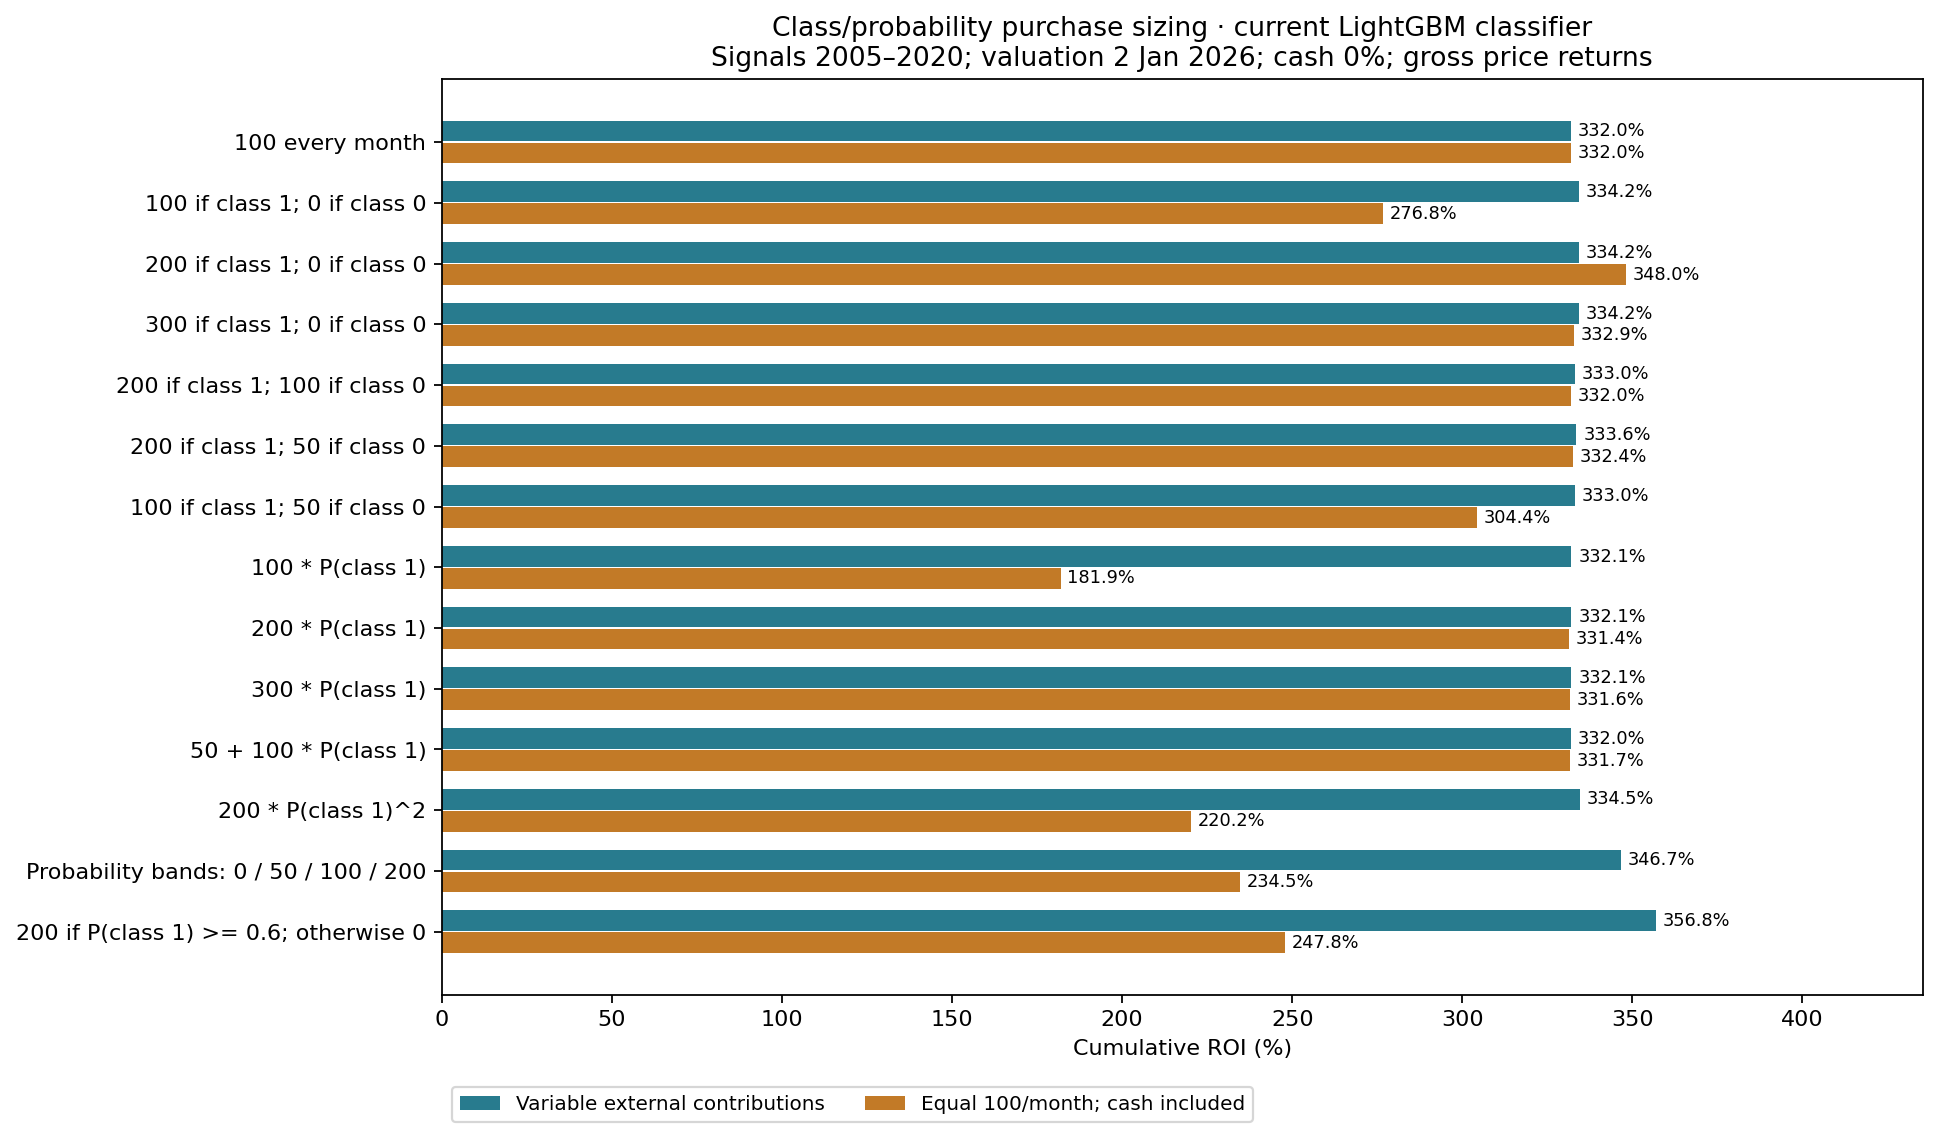 Class/probability purchase sizing · current LightGBM classifier
Signals 2005–2020; valuation 2 Jan 2026; cash 0%; gross price returns
100 every month
332.0%
332.0%
100 if class 1; 0 if class 0
334.2%
276.8%
200 if class 1; 0 if class 0
334.2%
348.0%
300 if class 1; 0 if class 0
334.2%
332.9%
200 if class 1; 100 if class 0
333.0%
332.0%
200 if class 1; 50 if class 0
333.6%
332.4%
100 if class 1; 50 if class 0
333.0%
304.4%
100 * P(class 1)
332.1%
181.9%
200 * P(class 1)
332.1%
331.4%
300 * P(class 1)
332.1%
331.6%
50 + 100 * P(class 1)
332.0%
331.7%
200 * P(class 1)^2
334.5%
220.2%
Probability bands: 0 / 50 / 100 / 200
346.7%
234.5%
200 if P(class 1) >= 0.6; otherwise 0
356.8%
247.8%
0 50 100 150 200 250 300 350 400
Cumulative ROI (%)
Variable external contributions
Equal 100/month; cash included